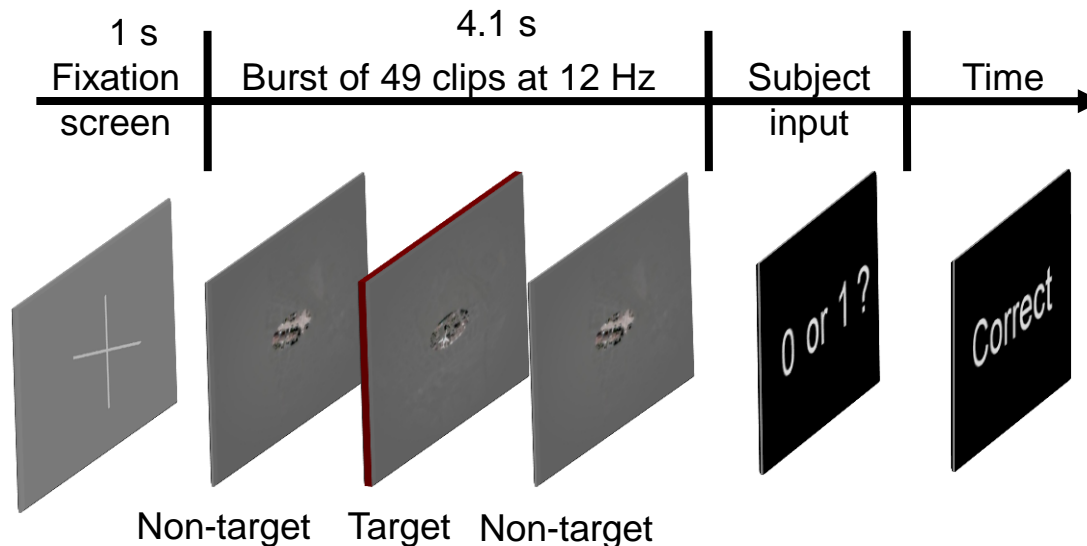 1 s
4.1 s
Fixation
Burst of 49 clips at 12 Hz
Subject
Time
screen
input
0 or 1 ?
Correct
Non-target
Target
Non-target